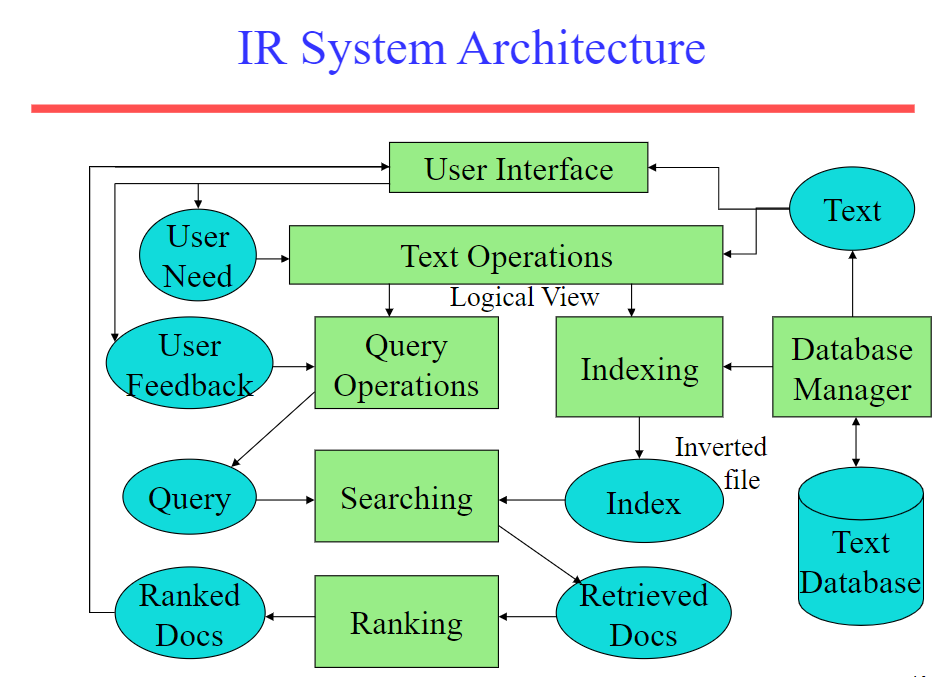 IR System Architecture
User Interface
Text
User
Need
Text Operations
Logical View
User
Feedback
Query
Operations
Indexing
Database
Manager
Inverted
file
Query
Searching
Index
Text
Database
Ranked
Docs
Ranking
Retrieved
Docs